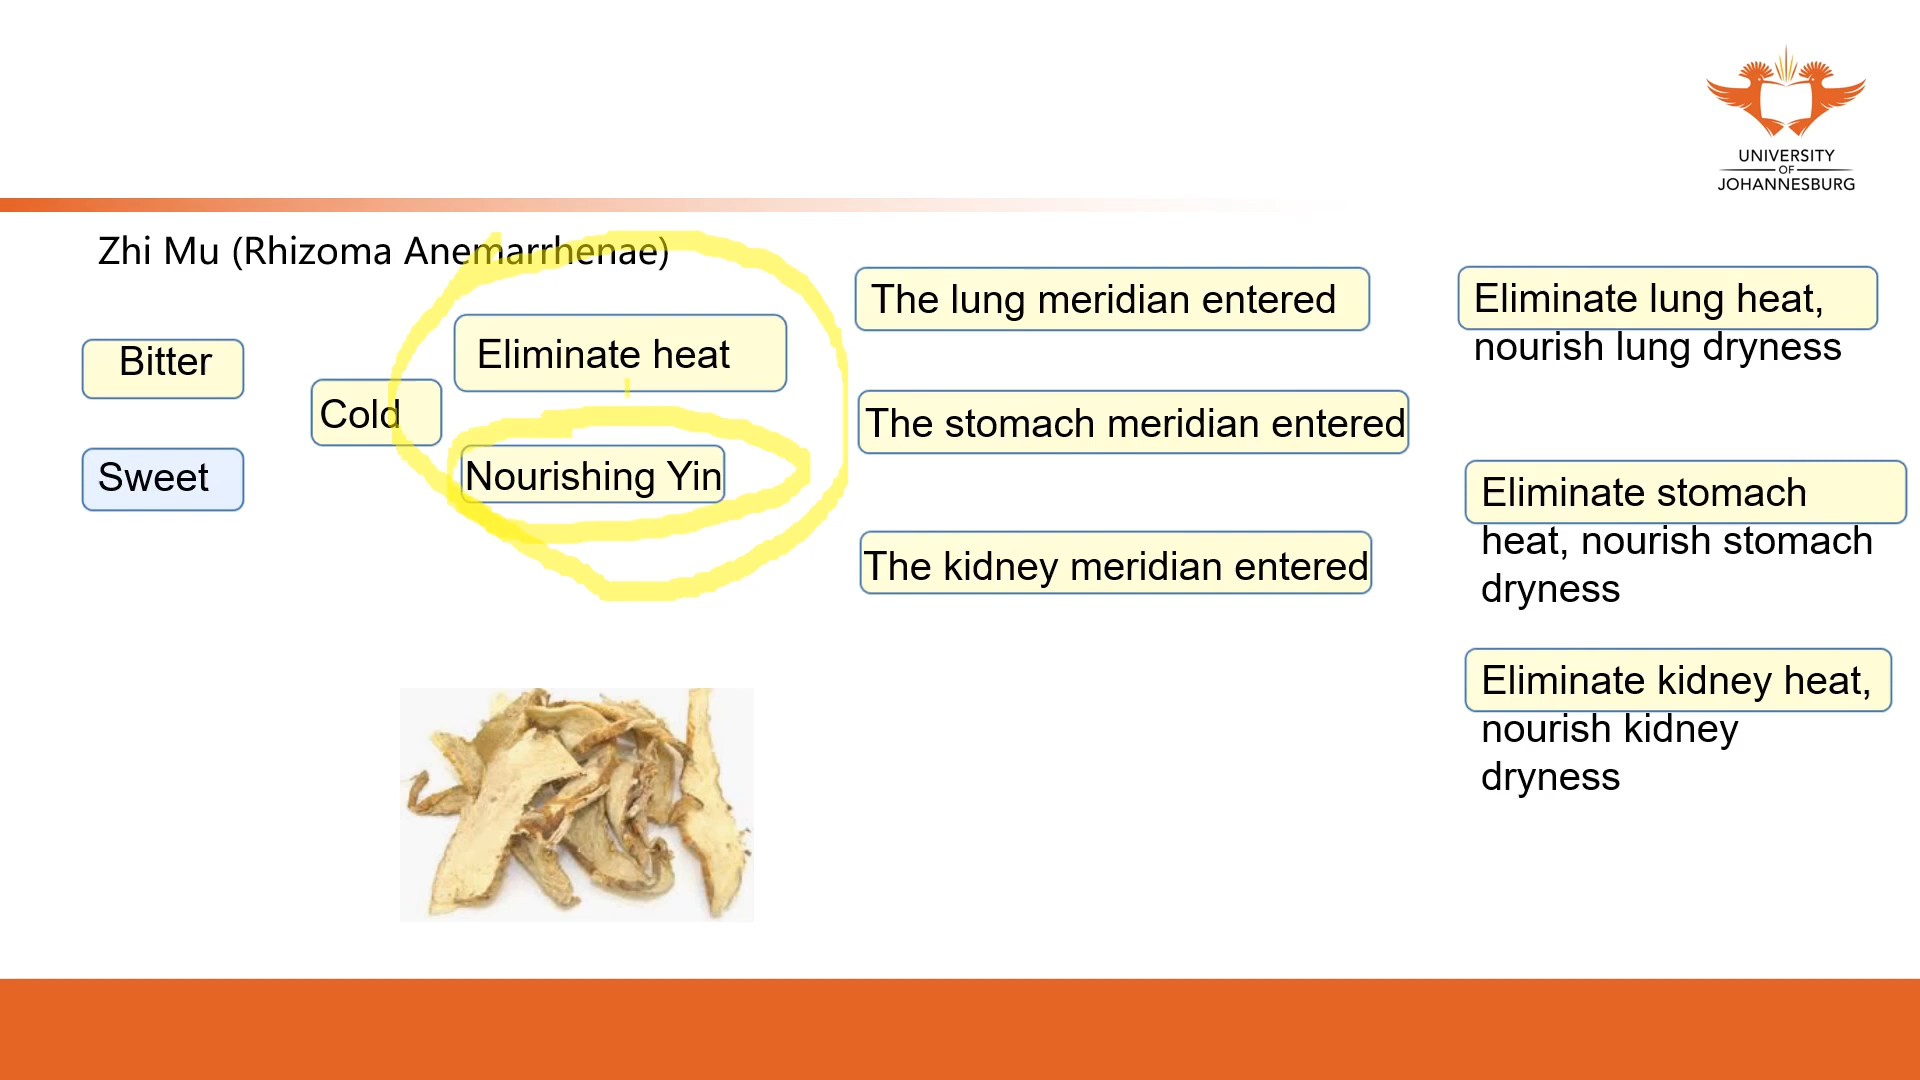 UNIVERSITY
OF
JOHANNESBURG
Zhi Mu (Rhizoma Anemarrhenae)
Bitter
Sweet
Cold
Eliminate heat
Nourishing Yin
The lung meridian entered
The stomach meridian entered
The kidney meridian entered
Eliminate lung heat,
nourish lung dryness
Eliminate stomach
heat, nourish stomach
dryness
Eliminate kidney heat,
nourish kidney
dryness